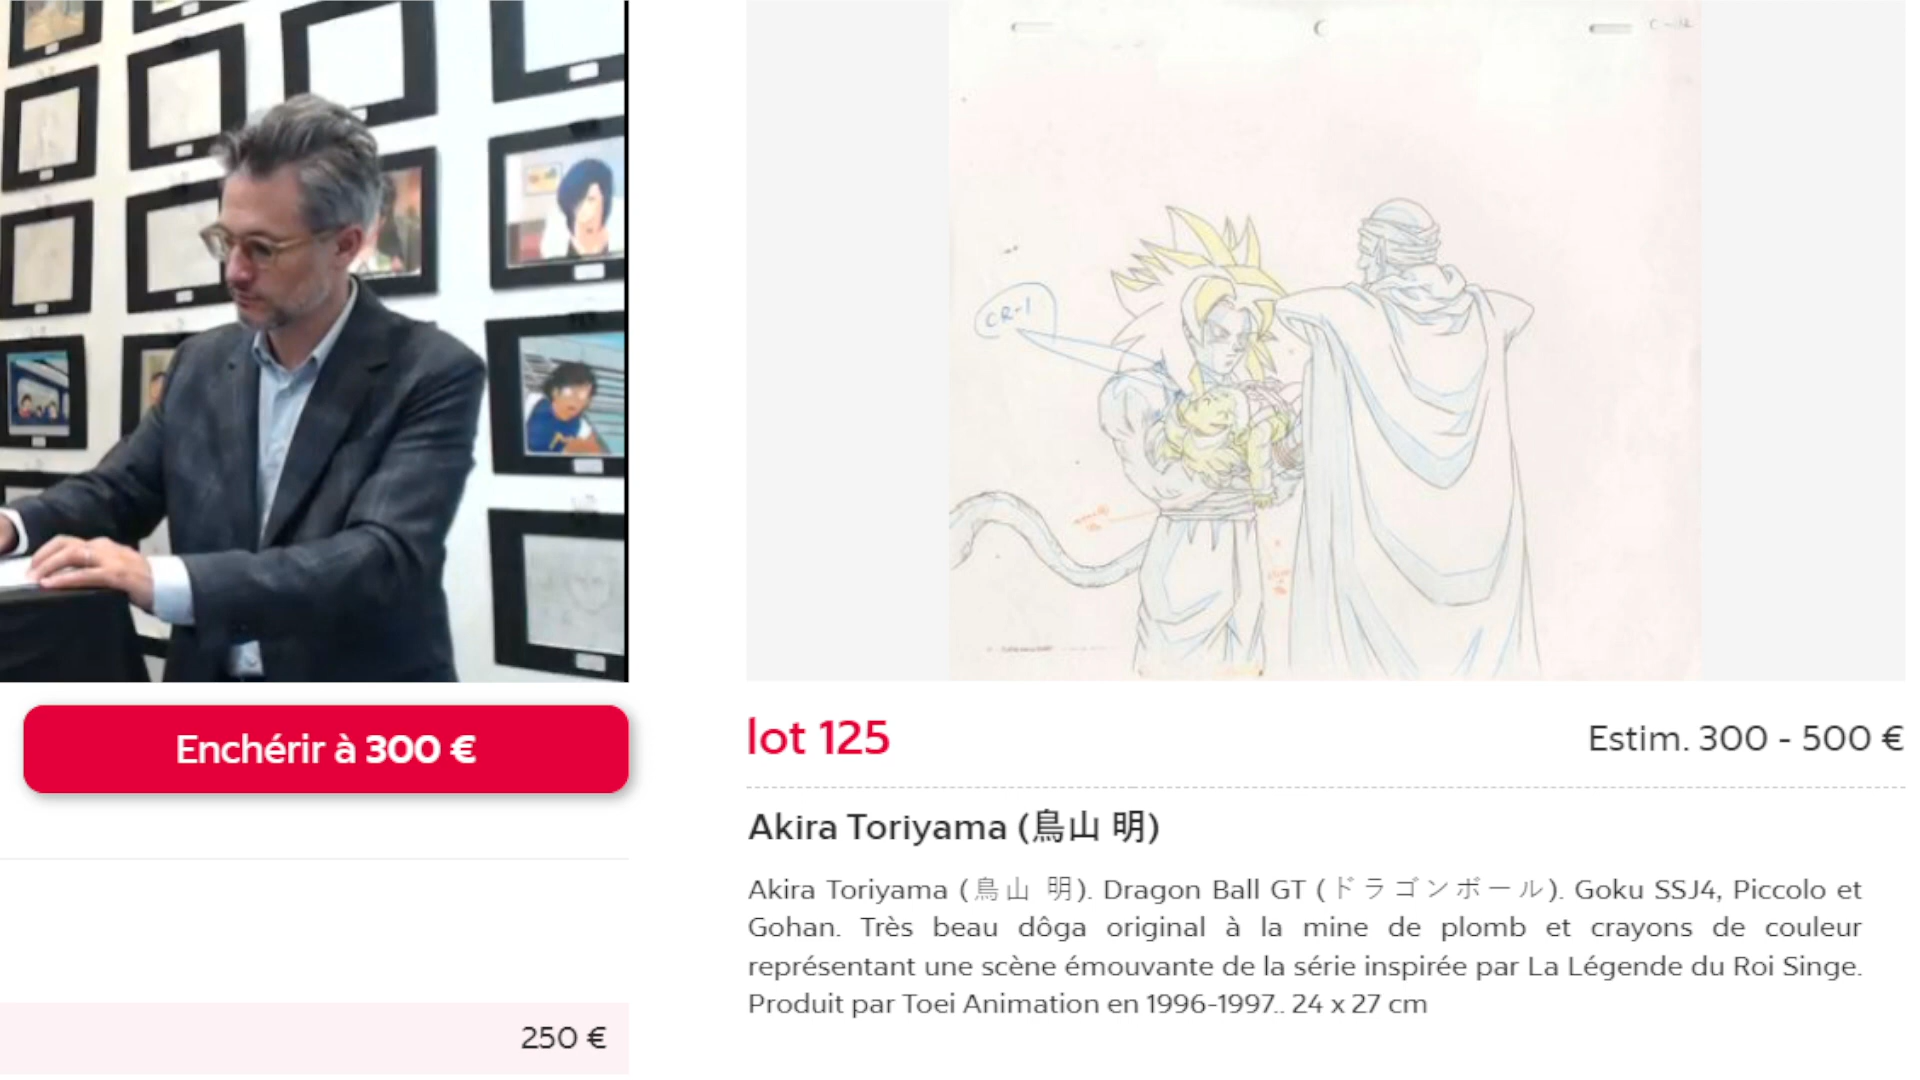 C-12
CR-1
Enchérir à 300 €
250 €
lot 125
Estim. 300 - 500 €
Akira Toriyama (鳥山 明)
Akira Toriyama (鳥山 明). Dragon Ball GT (ドラゴンボール). Goku SSJ4, Piccolo et
Gohan. Très beau dôga original à la mine de plomb et crayons de couleur
représentant une scène émouvante de la série inspirée par La Légende du Roi Singe.
Produit par Toei Animation en 1996-1997.. 24 x 27 cm